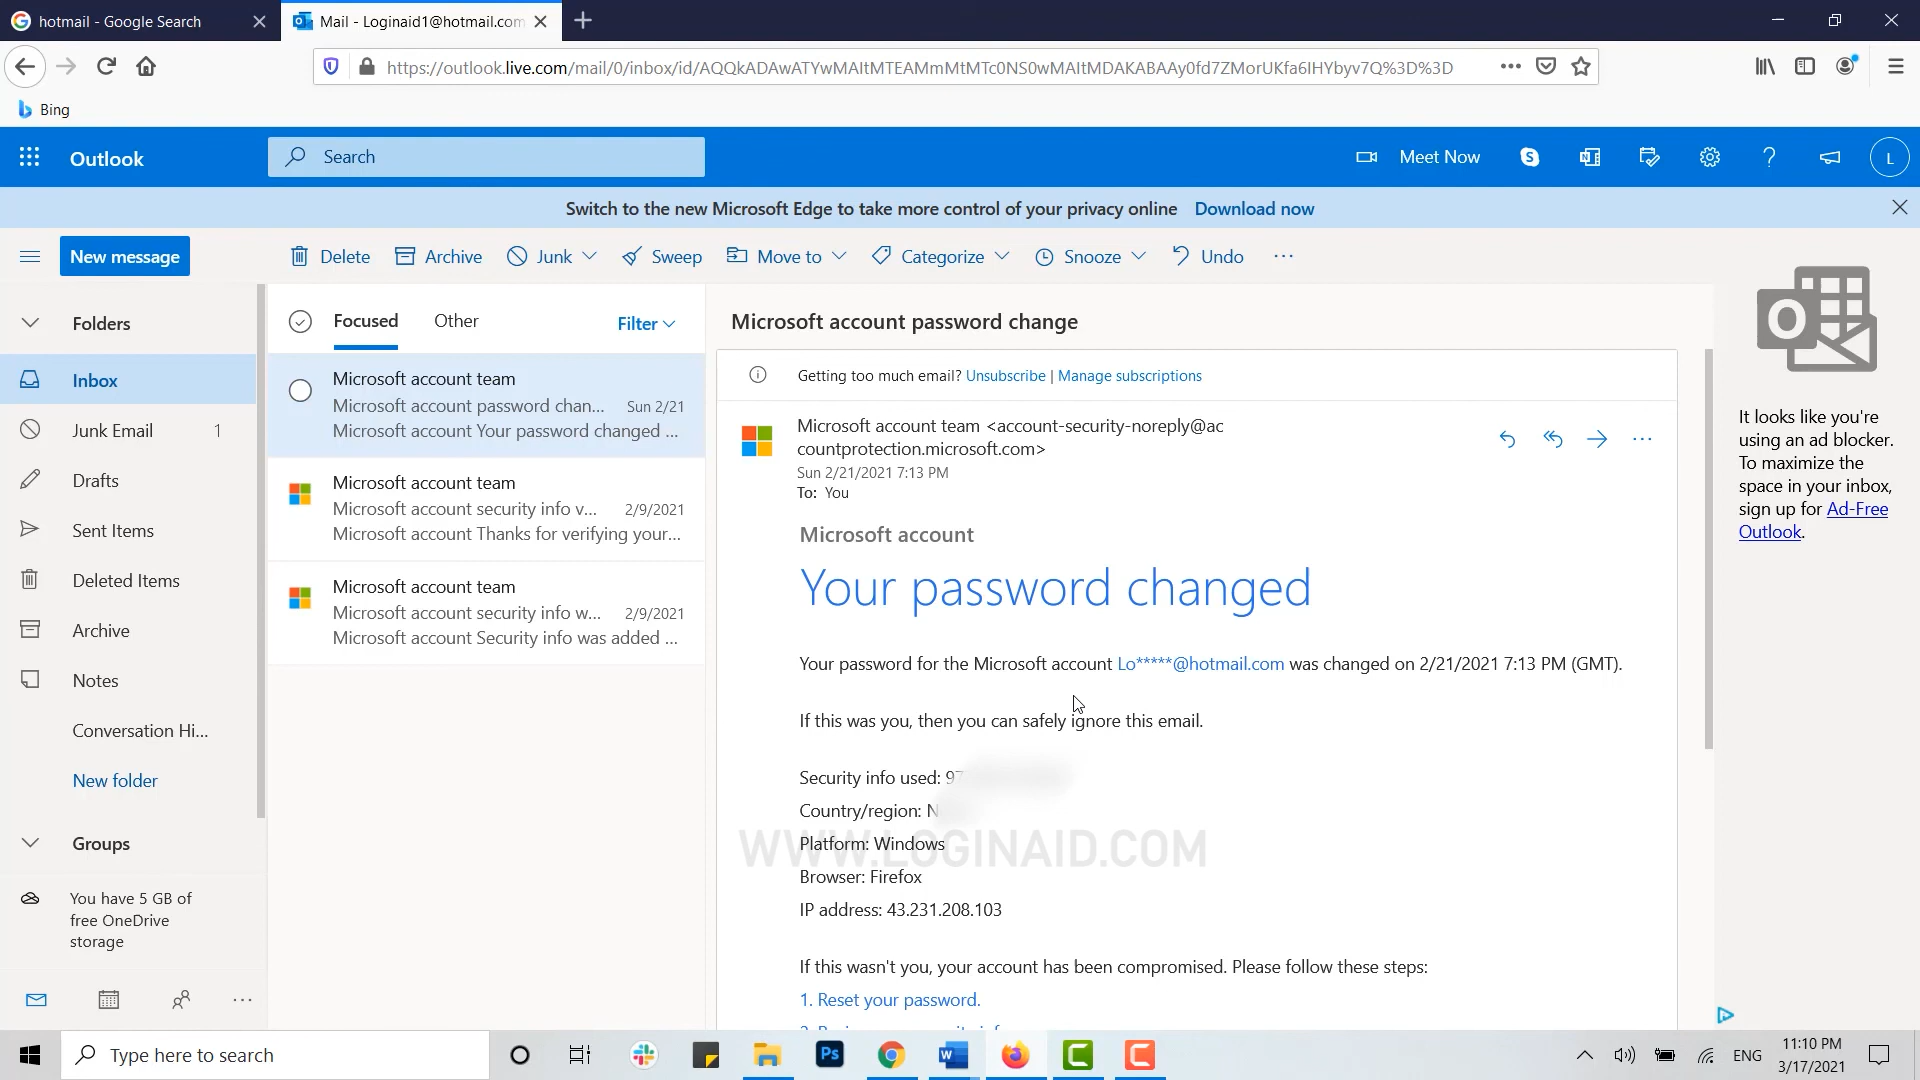 hotmail - Google Search
Mail - Loginaid1@hotmail.com
https://outlook.live.com/mail/0/inbox/id/AQQkADAwATYwMAItMTEAMmMtMTc0NS0wMAItMDAKABAAy0fd7ZMorUKfa6IHYbyv7Q%3D%3D
Bing
Outlook
Search
Meet Now
L
Switch to the new Microsoft Edge to take more control of your privacy online Download now
New message
Delete
Archive
Junk
Sweep
Move to
Categorize
Snooze
Undo
Folders
Inbox
Junk Email 1
Drafts
Sent Items
Deleted Items
Archive
Notes
Conversation Hi...
New folder
Groups
You have 5 GB of
free OneDrive
storage
Focused
Other
Filter
Microsoft account team
Microsoft account password chan... Sun 2/21
Microsoft account Your password changed ...
Microsoft account team
Microsoft account security info v... 2/9/2021
Microsoft account Thanks for verifying your...
Microsoft account team
Microsoft account security info w... 2/9/2021
Microsoft account Security info was added ...
Microsoft account password change
Getting too much email? Unsubscribe | Manage subscriptions
Microsoft account team <account-security-noreply@ac
countprotection.microsoft.com>
Sun 2/21/2021 7:13 PM
To: You
Microsoft account
Your password changed
Your password for the Microsoft account Lo*****@hotmail.com was changed on 2/21/2021 7:13 PM (GMT).
If this was you, then you can safely ignore this email.
Security info used: 97
Country/region: N
Platform: Windows
WWW.LOGINAID.COM
Browser: Firefox
IP address: 43.231.208.103
If this wasn't you, your account has been compromised. Please follow these steps:
1. Reset your password.
It looks like you're
using an ad blocker.
To maximize the
space in your inbox,
sign up for Ad-Free
Outlook.
Type here to search
Ps
ENG
11:10 PM
3/17/2021